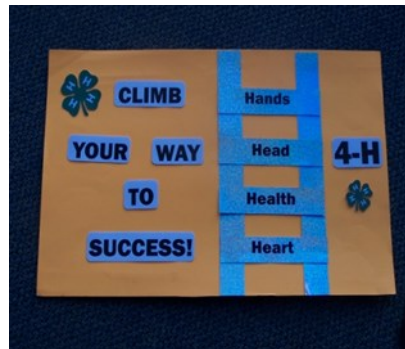 CLIMB
YOUR WAY
TO
SUCCESS!
Hands
Head
Health
Heart
4-H
H H H H